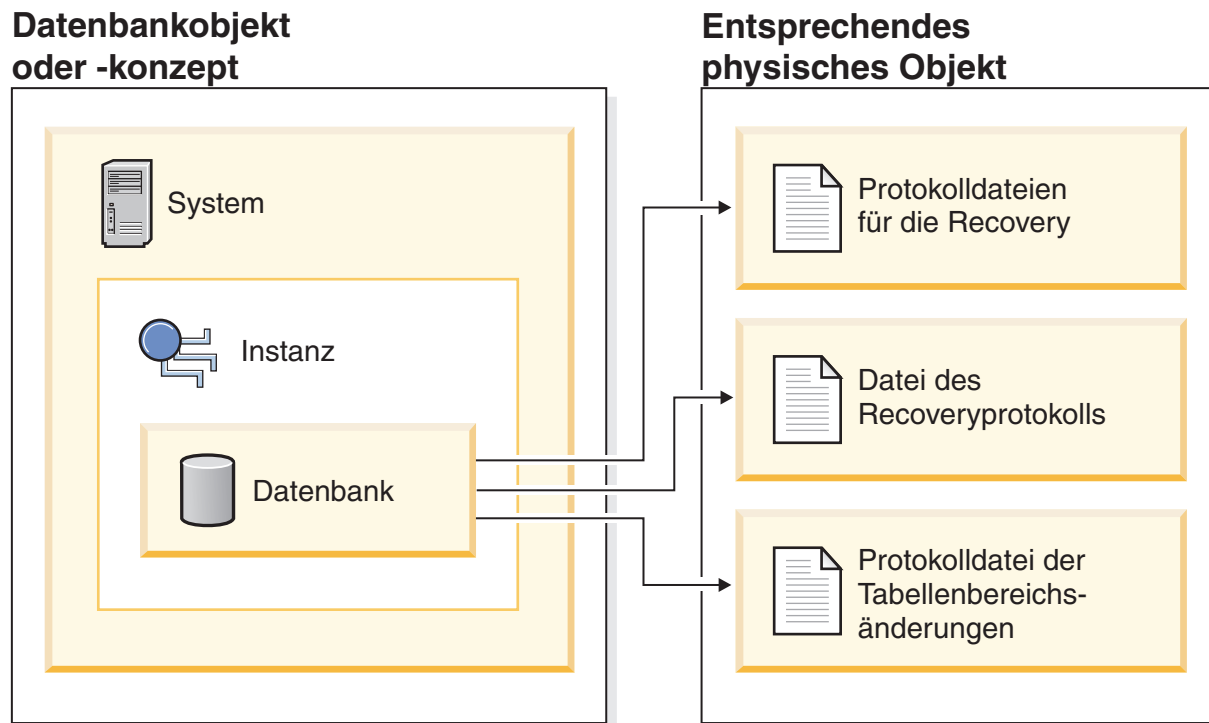 Datenbankobjekt
oder -konzept
System
Instanz
Datenbank
Entsprechendes
physisches Objekt
Protokolldateien
für die Recovery
Datei des
Recoveryprotokolls
Protokolldatei der
Tabellenbereichs-
änderungen